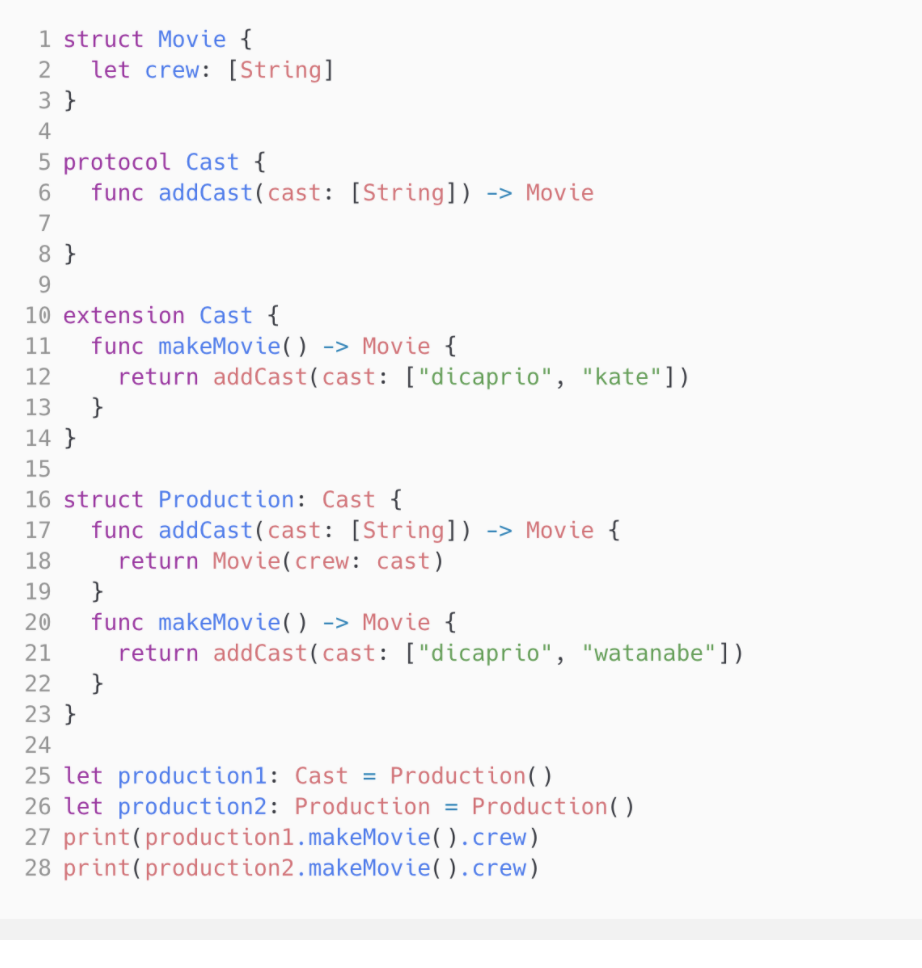 1 struct Movie {
2   let crew: [String]
3 }
4
5 protocol Cast {
6   func addCast(cast: [String]) -> Movie
7
8 }
9
10 extension Cast {
11   func makeMovie() -> Movie {
12     return addCast(cast: ["dicaprio", "kate"])
13   }
14 }
15
16 struct Production: Cast {
17   func addCast(cast: [String]) -> Movie {
18     return Movie(crew: cast)
19   }
20   func makeMovie() -> Movie {
21     return addCast(cast: ["dicaprio", "watanabe"])
22   }
23 }
24
25 let production1: Cast = Production()
26 let production2: Production = Production()
27 print(production1.makeMovie().crew)
28 print(production2.makeMovie().crew)